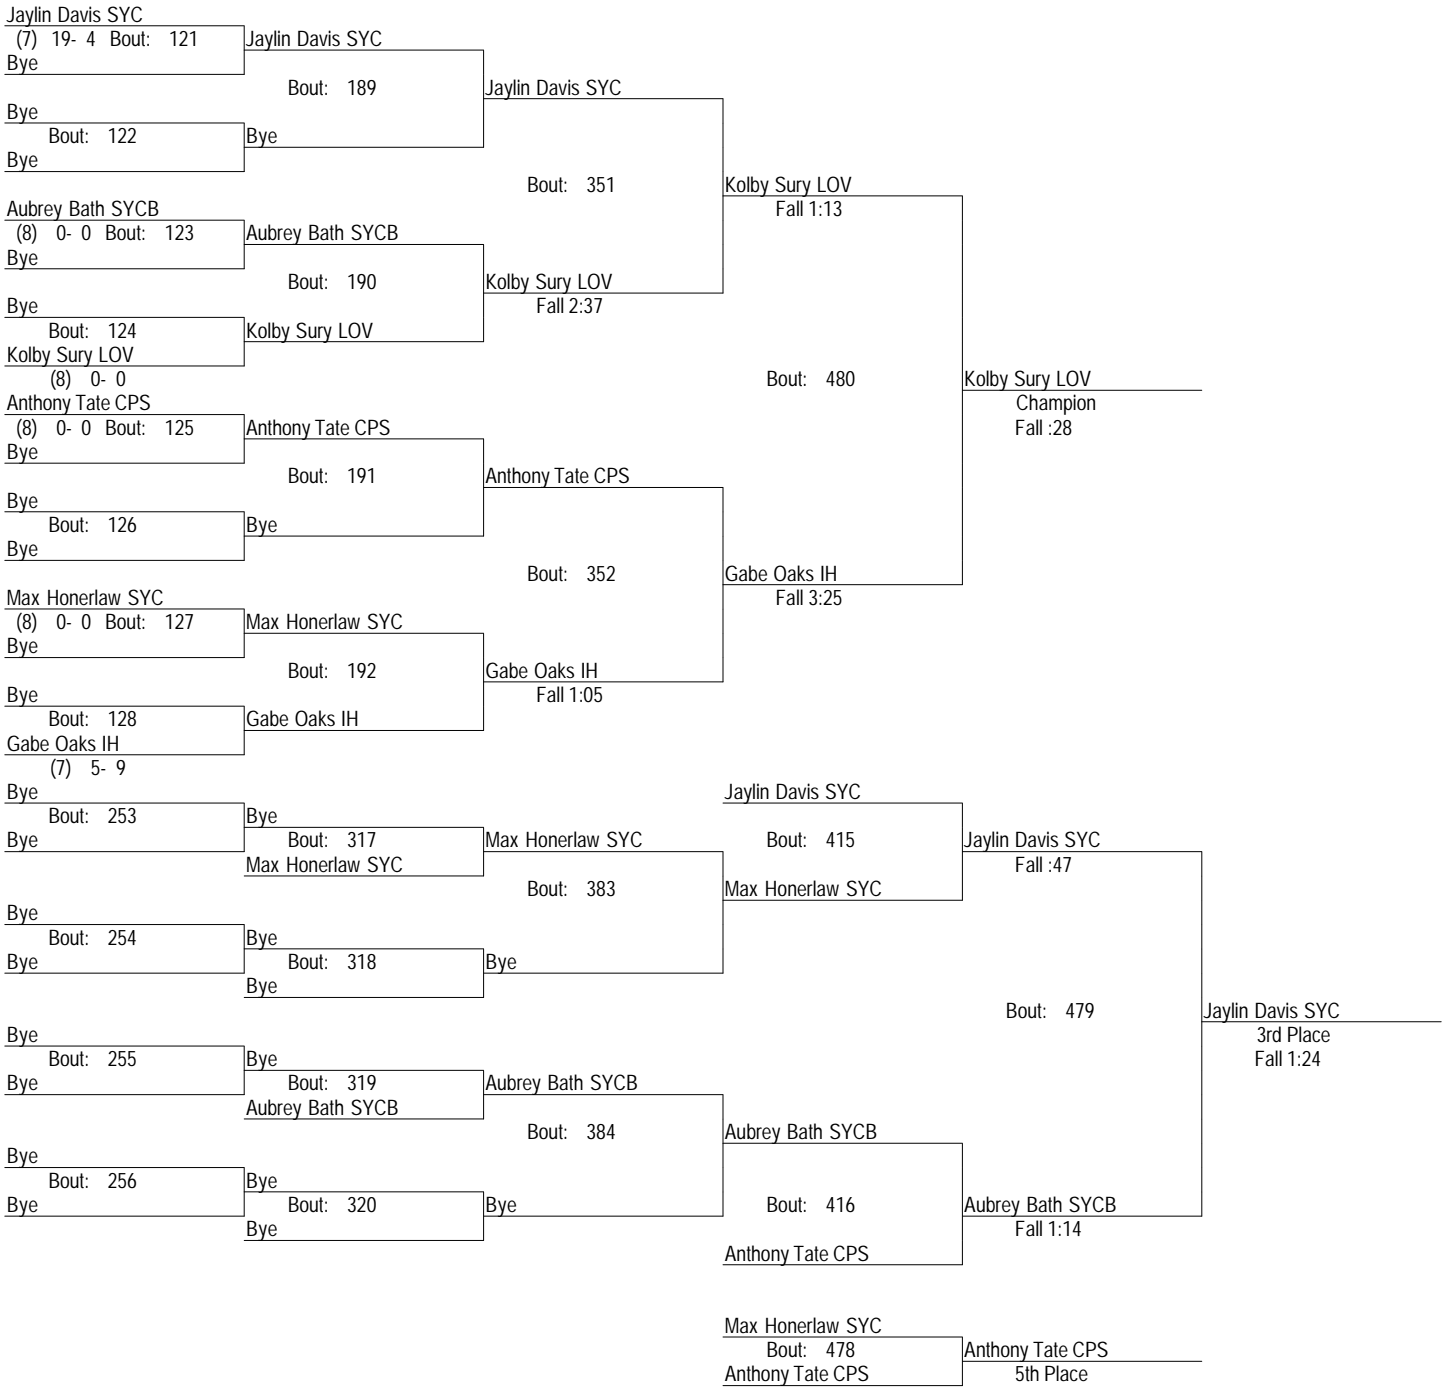 Jaylin Davis SYC
(7) 19- 4 Bout: 121 Jaylin Davis SYC
Bye
Bout: 189 Jaylin Davis SYC
Bye
Bout: 122 Bye
Bye
Bout: 351 Kolby Sury LOV
Aubrey Bath SYCB Fall 1:13
(8) 0- 0 Bout: 123 Aubrey Bath SYCB
Bye
Bout: 190 Kolby Sury LOV
Bye Fall 2:37
Bout: 124 Kolby Sury LOV
Kolby Sury LOV
(8) 0- 0 Bout: 480 Kolby Sury LOV
Anthony Tate CPS Champion
(8) 0- 0 Bout: 125 Anthony Tate CPS Fall :28
Bye
Bout: 191 Anthony Tate CPS
Bye
Bout: 126 Bye
Bye
Bout: 352 Gabe Oaks IH
Max Honerlaw SYC Fall 3:25
(8) 0- 0 Bout: 127 Max Honerlaw SYC
Bye
Bout: 192 Gabe Oaks IH
Bye Fall 1:05
Bout: 128 Gabe Oaks IH
Gabe Oaks IH
(7) 5- 9
Bye Jaylin Davis SYC
Bout: 253 Bye
Bye Bout: 317 Max Honerlaw SYC Bout: 415 Jaylin Davis SYC
Max Honerlaw SYC Fall :47
Bout: 383 Max Honerlaw SYC
Bye
Bout: 254 Bye
Bye Bout: 318 Bye
Bye
Bout: 479 Jaylin Davis SYC
Bye 3rd Place
Bout: 255 Bye Fall 1:24
Bye Bout: 319 Aubrey Bath SYCB
Aubrey Bath SYCB
Bout: 384 Aubrey Bath SYCB
Bye
Bout: 256 Bye
Bye Bout: 320 Bye Bout: 416 Aubrey Bath SYCB
Bye Fall 1:14
Anthony Tate CPS
Max Honerlaw SYC
Bout: 478 Anthony Tate CPS
Anthony Tate CPS 5th Place